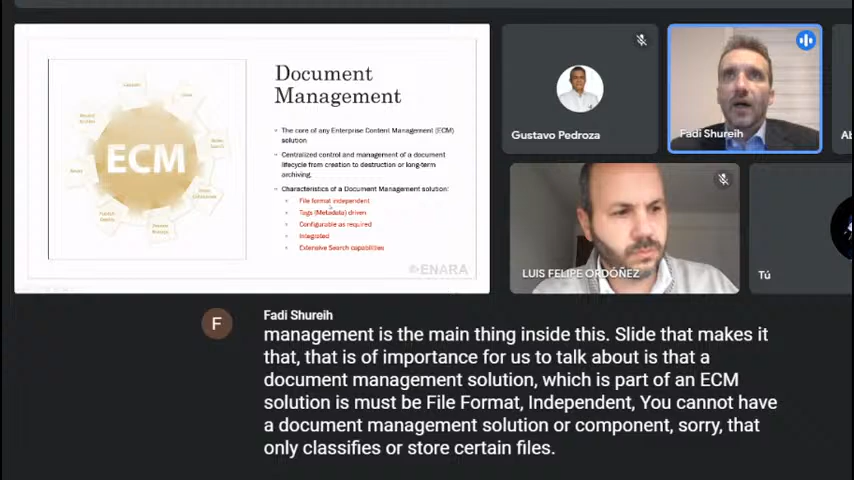 Document
Management
• The core of any Enterprise Content Management (ECM)
solution
• Centralized control and management of a document
lifecycle from creation to destruction or long-term
archiving.
• Characteristics of a Document Management solution:
• File format independent
• Tags (Metadata) driven
• Configurable as required
• Integrated
• Extensive Search capabilities
ECM
ENARA
Gustavo Pedroza
Fadi Shureih
Ab
LUIS FELIPE ORDÓÑEZ
Tú
F
Fadi Shureih
management is the main thing inside this. Slide that makes it
that, that is of importance for us to talk about is that a
document management solution, which is part of an ECM
solution is must be File Format, Independent, You cannot have
a document management solution or component, sorry, that
only classifies or store certain files.